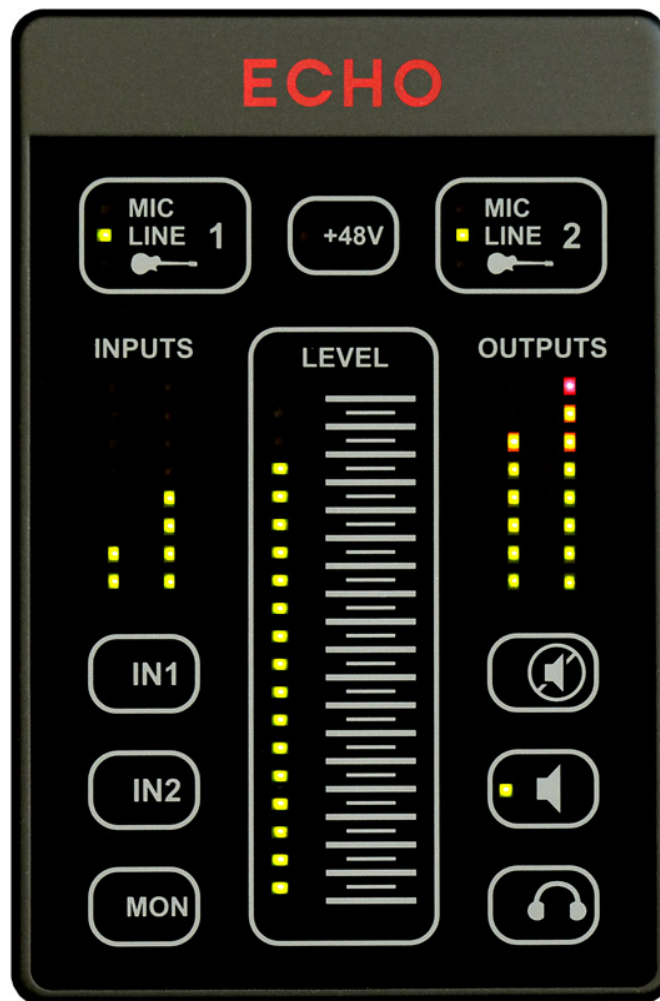 ECHO
MIC
LINE 1
+48V
MIC
LINE 2
INPUTS
LEVEL
OUTPUTS
IN1
IN2
MON